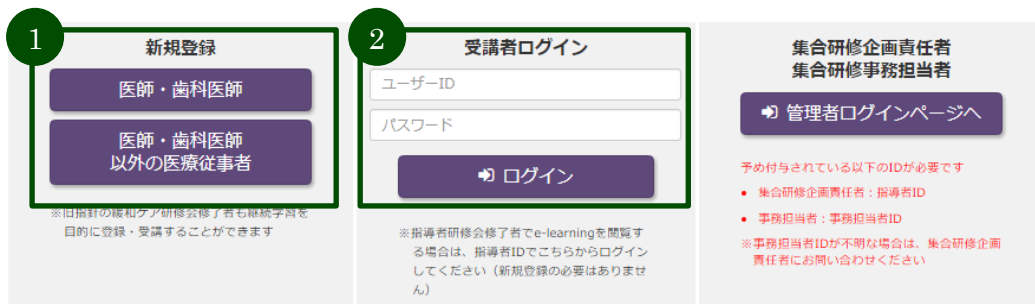 1
新規登録
医師・歯科医師
医師・歯科医師
以外の医療従事者
※旧指針の緩和ケア研修会修了者も継続学習を
目的に登録・受講することができます
2
受講者ログイン
ユーザーID
パスワード
ログイン
※指導者研修会修了者でe-learningを閲覧す
る場合は、指導者IDでこちらからログイン
してください（新規登録の必要はありませ
ん）
集合研修企画責任者
集合研修事務担当者
管理者ログインページへ
予め付与されている以下のIDが必要です
• 集合研修企画責任者：指導者ID
• 事務担当者：事務担当者ID
※事務担当者IDが不明な場合は、集合研修企画
責任者にお問い合わせください